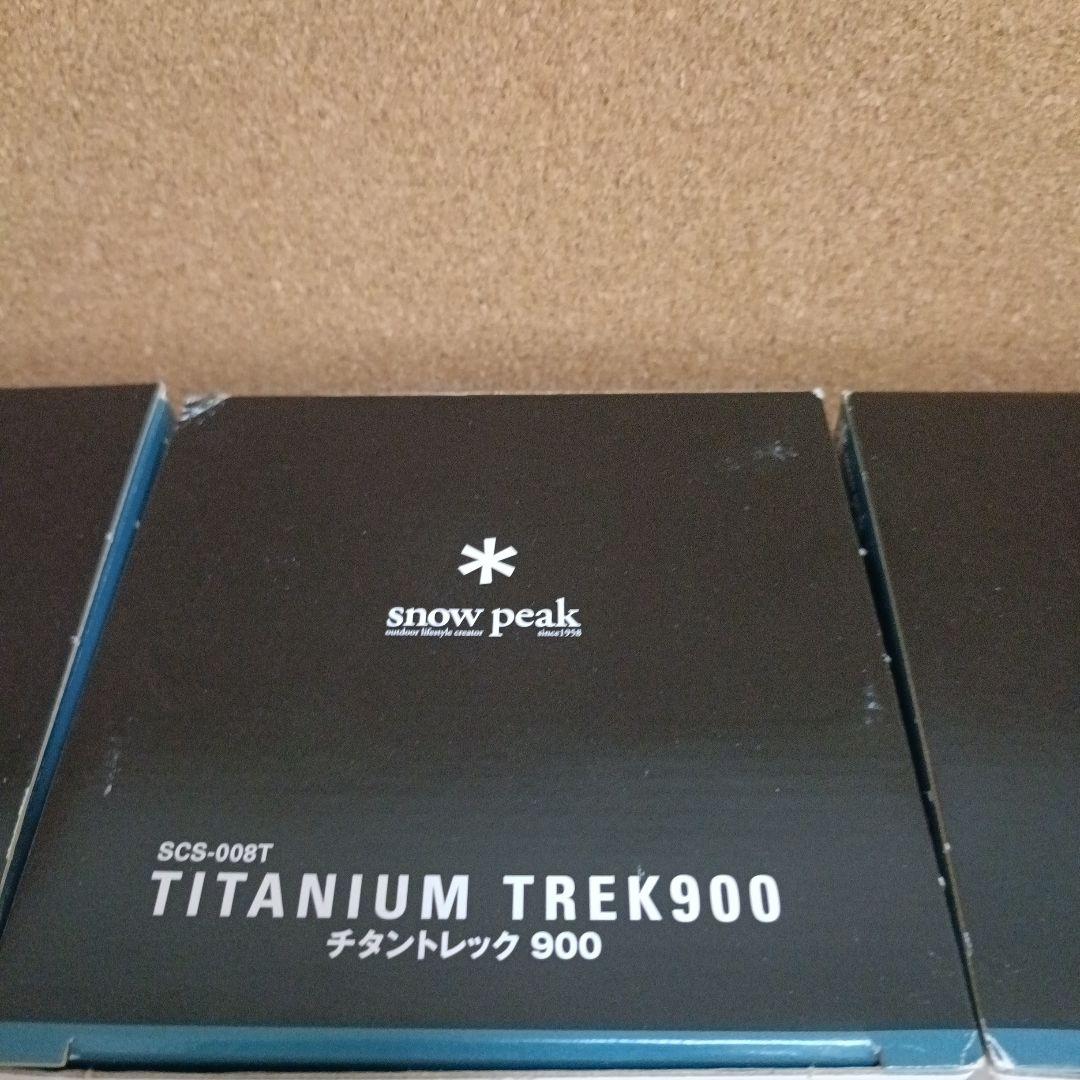 snow peak
outdoor lifestyle creator since1958
SCS-008T
TITANIUM TREK900
チタントレック 900